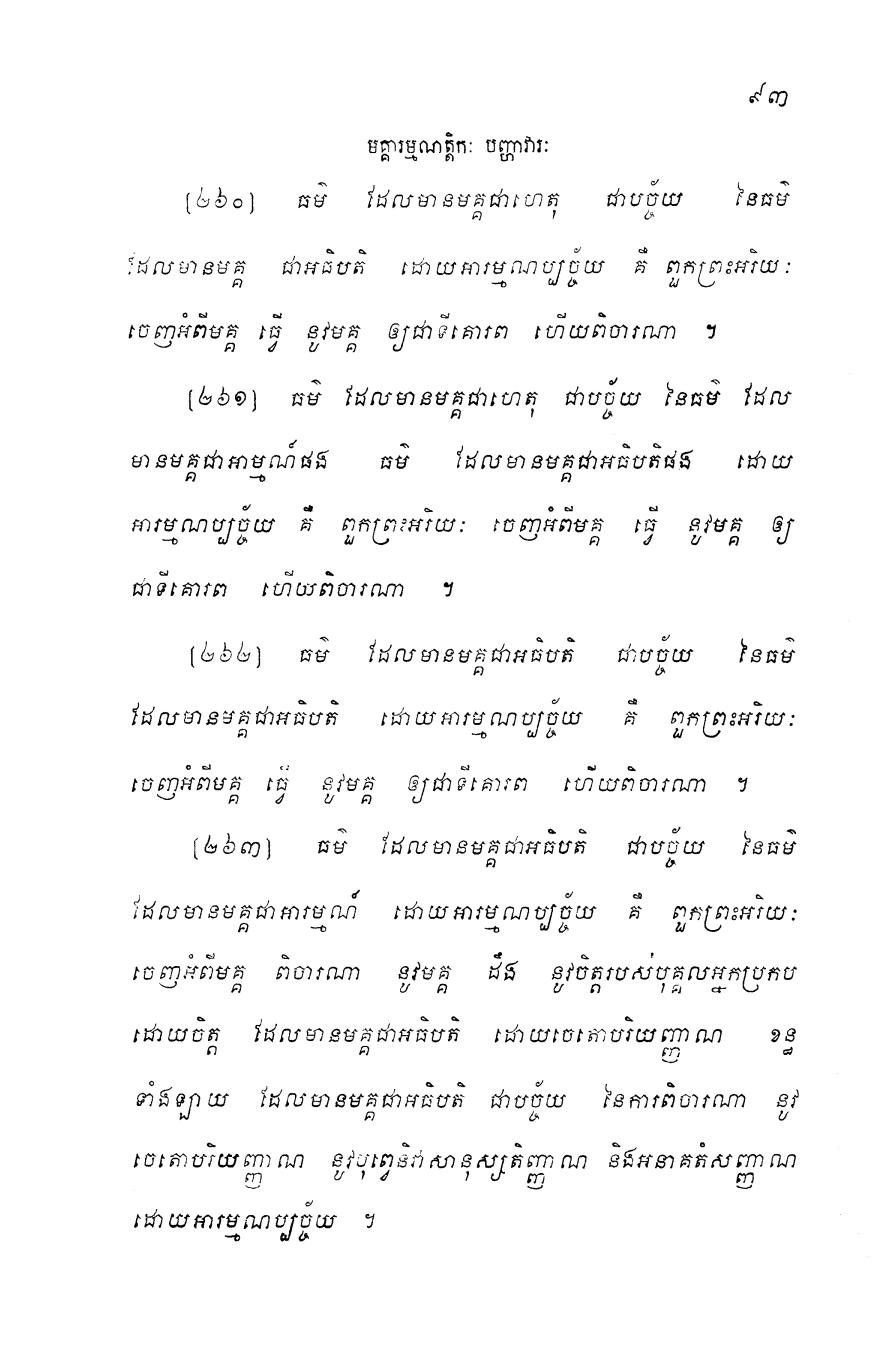 ៩៣
មគ្គារម្មណត្តិកៈ បញ្ហាវារៈ
[២៦០] ធម៌ ដែលមានមគ្គជាហេតុ ជាបច្ច័យ នៃធម៌
ដែលមានមគ្គ ជាអធិបតិ ដោយអារម្មណប្បច្ច័យ គឺ ពួកព្រះអរិយៈ
ចេញអំពីមគ្គ ធ្វើ នូវមគ្គ ឲ្យជាទីគោរព ហើយពិចារណា ។
[២៦១] ធម៌ ដែលមានមគ្គជាហេតុ ជាបច្ច័យ នៃធម៌ ដែល
មានមគ្គជាអាម្មណ៍ផង ធម៌ ដែលមានមគ្គជាអធិបតិផង ដោយ
អារម្មណប្បច្ច័យ គឺ ពួកព្រះអរិយៈ ចេញអំពីមគ្គ ធ្វើ នូវមគ្គ ឲ្យ
ជាទីគោរព ហើយពិចារណា ។
[២៦២] ធម៌ ដែលមានមគ្គជាអធិបតិ ជាបច្ច័យ នៃធម៌
ដែលមានមគ្គជាអធិបតិ ដោយអារម្មណប្បច្ច័យ គឺ ពួកព្រះអរិយៈ
ចេញអំពីមគ្គ ធ្វើ នូវមគ្គ ឲ្យជាទីគោរព ហើយពិចារណា ។
[២៦៣] ធម៌ ដែលមានមគ្គជាអធិបតិ ជាបច្ច័យ នៃធម៌
ដែលមានមគ្គជាអារម្មណ៍ ដោយអារម្មណប្បច្ច័យ គឺ ពួកព្រះអរិយៈ
ចេញអំពីមគ្គ ពិចារណា នូវមគ្គ ដឹង នូវចិត្តរបស់បុគ្គលអ្នកប្រកប
ដោយចិត្ត ដែលមានមគ្គជាអធិបតិ ដោយចេតោបរិយញ្ញាណ ខន្ធ
ទាំងឡាយ ដែលមានមគ្គជាអធិបតិ ជាបច្ច័យ នៃការពិចារណា នូវ
ចេតោបរិយញ្ញាណ នូវបុព្វេនិវាសានុស្សតិញ្ញាណ និងអនាគតំសញ្ញាណ
ដោយអារម្មណប្បច្ច័យ ។